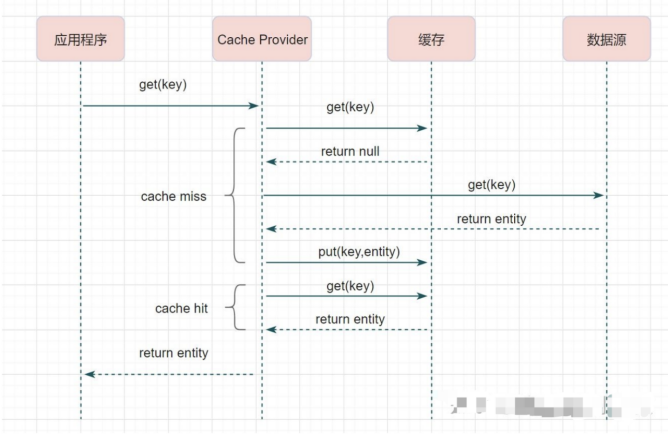 应用程序
Cache Provider
缓存
数据源
get(key)
get(key)
return null
cache miss
get(key)
return entity
put(key,entity)
get(key)
cache hit
return entity
return entity